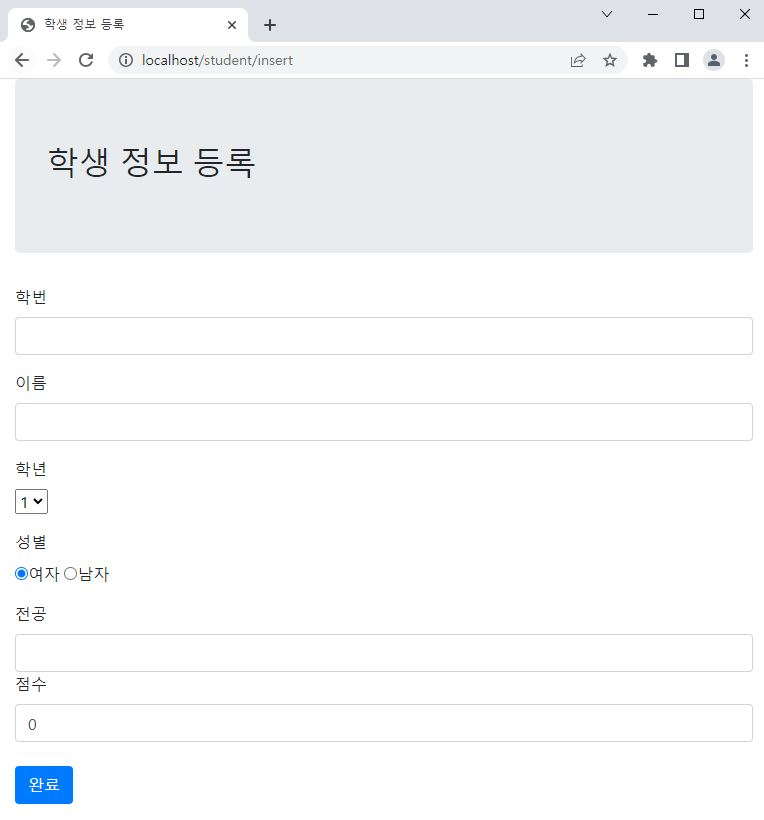 학생 정보 등록
localhost/student/insert
학생 정보 등록
학번
이름
학년
1
성별
여자 남자
전공
점수
0
완료